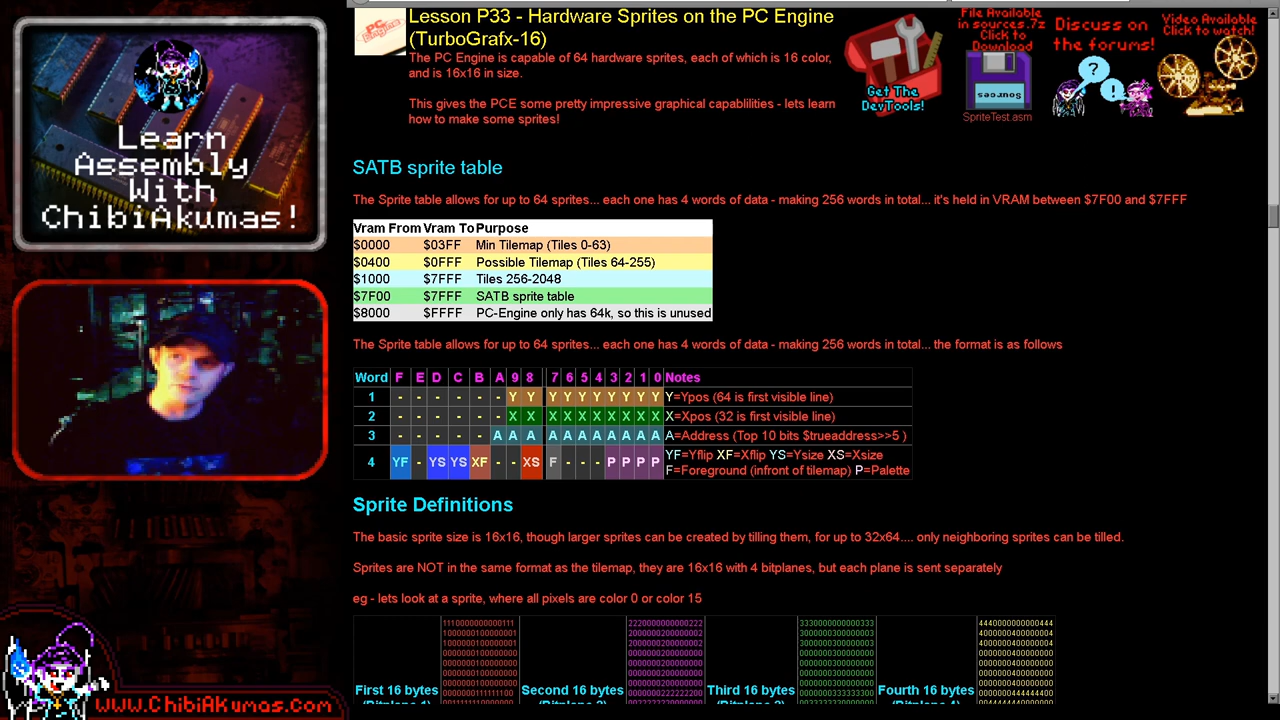 Learn
Assembly
With
ChibiAkumas!
www.ChibiAkumas.com
Lesson P33 - Hardware Sprites on the PC Engine
(TurboGrafx-16)
The PC Engine is capable of 64 hardware sprites, each of which is 16 color,
and is 16x16 in size.
This gives the PCE some pretty impressive graphical capablilities - lets learn
how to make some sprites!
Get The
DevTools!
File Available
in sources.7z
Click to
Download
Sources
SpriteTest.asm
Discuss on
the forums!
?
!
Video Available
Click to watch!
SATB sprite table
The Sprite table allows for up to 64 sprites... each one has 4 words of data - making 256 words in total... it's held in VRAM between $7F00 and $7FFF
Vram From Vram To Purpose
$0000 $03FF Min Tilemap (Tiles 0-63)
$0400 $0FFF Possible Tilemap (Tiles 64-255)
$1000 $7FFF Tiles 256-2048
$7F00 $7FFF SATB sprite table
$8000 $FFFF PC-Engine only has 64k, so this is unused
The Sprite table allows for up to 64 sprites... each one has 4 words of data - making 256 words in total... the format is as follows
Word F E D C B A 9 8 7 6 5 4 3 2 1 0 Notes
1 - - - - - - Y Y Y Y Y Y Y Y Y Y Y=Ypos (64 is first visible line)
2 - - - - - - X X X X X X X X X X X=Xpos (32 is first visible line)
3 - - - - - A A A A A A A A A A A A=Address (Top 10 bits $trueaddress>>5 )
4 YF - YS YS XF - - XS F - - - P P P P YF=Yflip XF=Xflip YS=Ysize XS=Xsize
F=Foreground (infront of tilemap) P=Palette
Sprite Definitions
The basic sprite size is 16x16, though larger sprites can be created by tilling them, for up to 32x64.... only neighboring sprites can be tilled.
Sprites are NOT in the same format as the tilemap, they are 16x16 with 4 bitplanes, but each plane is sent separately
eg - lets look at a sprite, where all pixels are color 0 or color 15
First 16 bytes Second 16 bytes Third 16 bytes Fourth 16 bytes